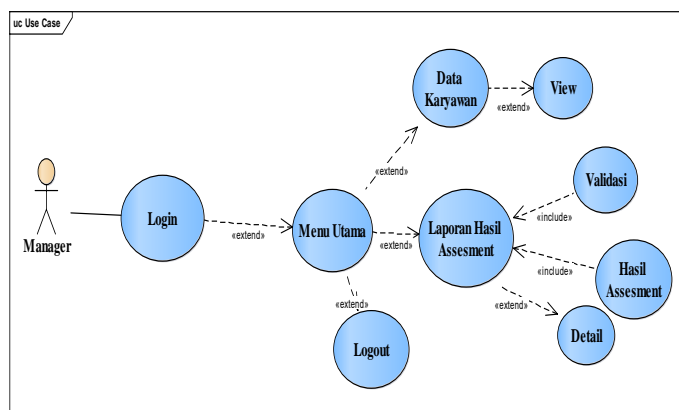 uc Use Case
Data
Karyawan
«extend»
View
«extend»
Manager
Login
«extend»
Menu Utama
«extend»
Laporan Hasil
Assesment
Validasi
«include»
«include»
Hasil
Assesment
«extend»
Detail
«extend»
Logout